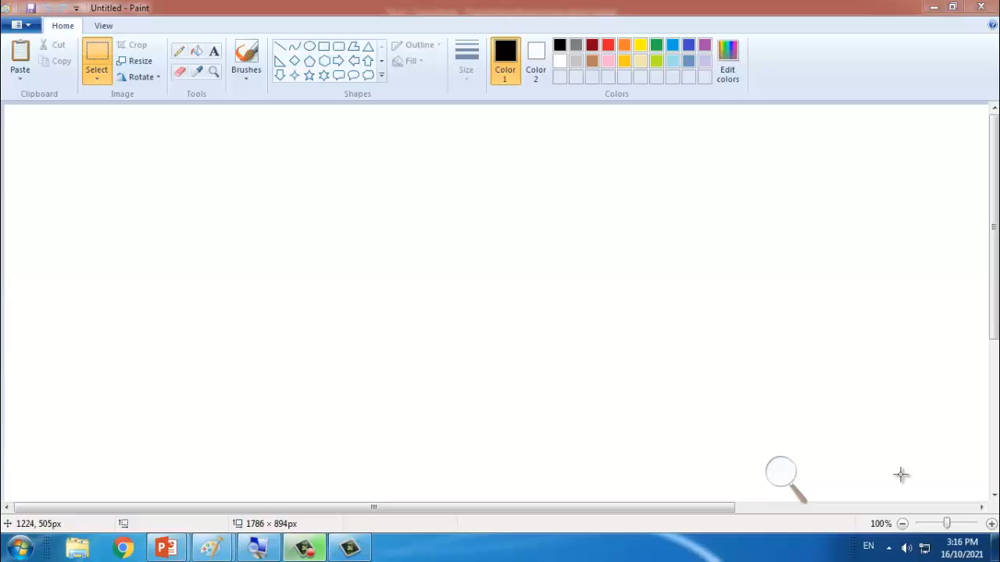 Untitled - Paint
Home View
Cut
Copy
Paste
Clipboard
Select
Crop
Resize
Rotate
Image
Tools
Brushes
Outline
Fill
Shapes
Size
Color 1
Color 2
Edit colors
Colors
1224, 505px
1786 × 894px
100%
EN
3:16 PM
16/10/2021